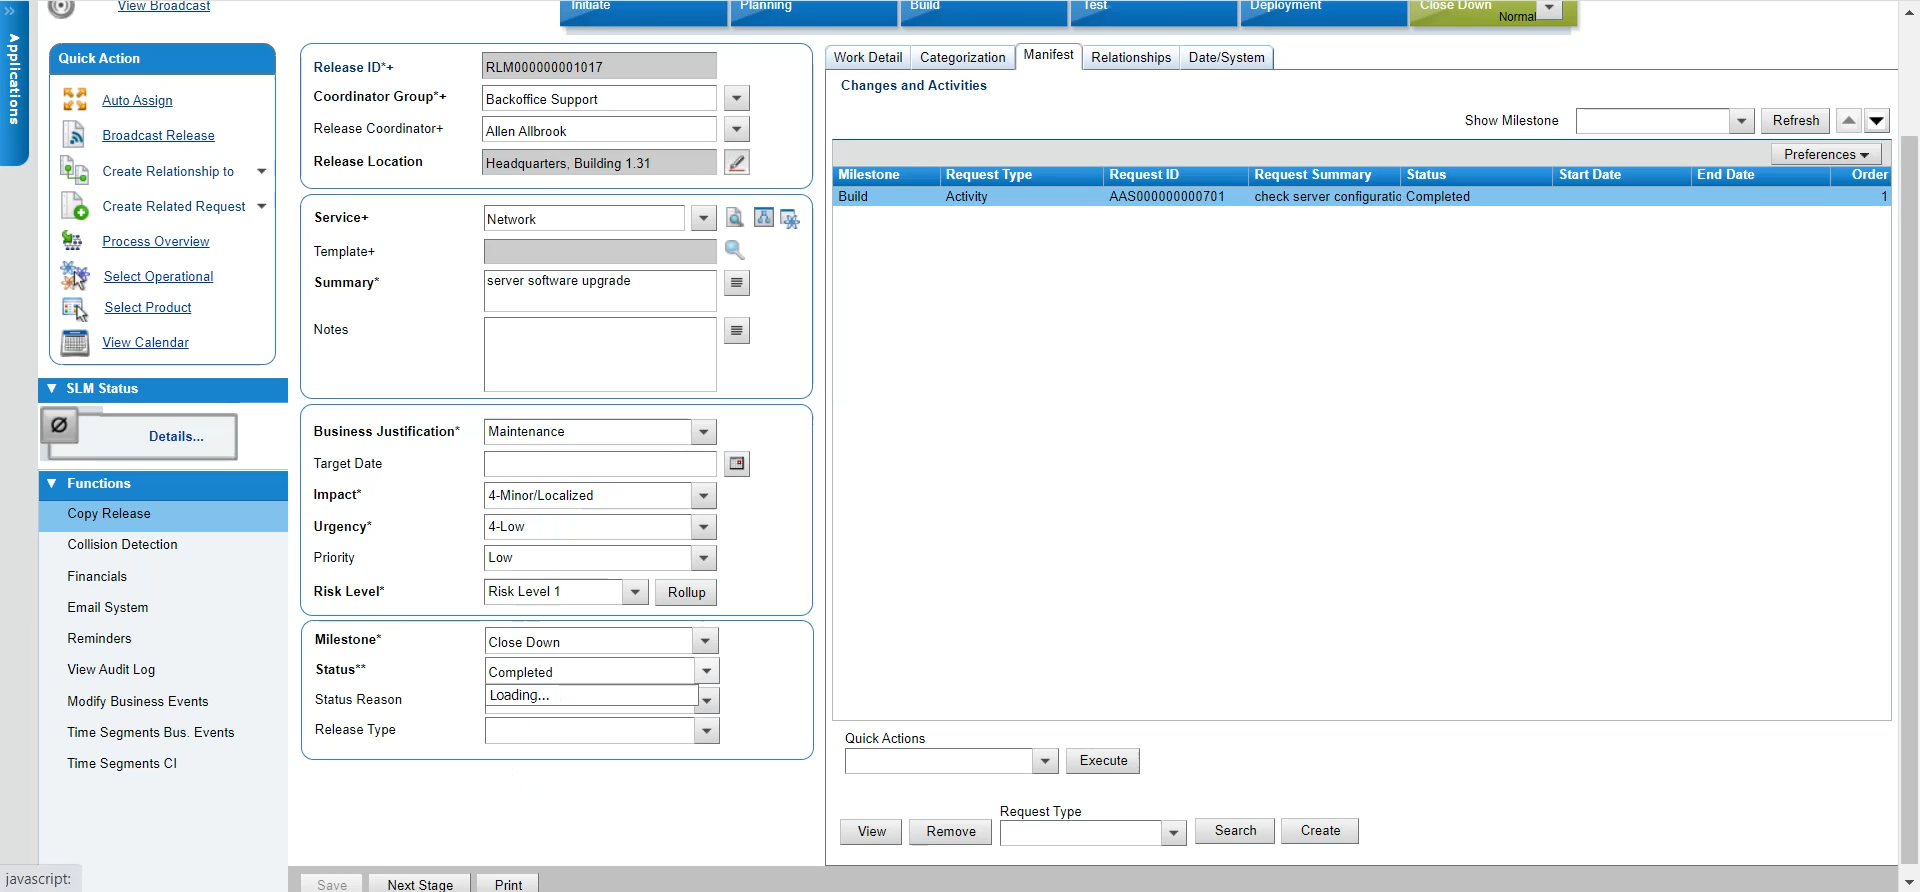 View Broadcast
Initiate
Planning
Build
Test
Deployment
Close Down
Normal
Applications
Quick Action
Auto Assign
Broadcast Release
Create Relationship to
Create Related Request
Process Overview
Select Operational
Select Product
View Calendar
SLM Status
Details...
Functions
Copy Release
Collision Detection
Financials
Email System
Reminders
View Audit Log
Modify Business Events
Time Segments Bus. Events
Time Segments CI
javascript:
Release ID*+ RLM000000001017
Coordinator Group*+ Backoffice Support
Release Coordinator+ Allen Allbrook
Release Location Headquarters, Building 1.31
Service+ Network
Template+
Summary* server software upgrade
Notes
Business Justification* Maintenance
Target Date
Impact* 4-Minor/Localized
Urgency* 4-Low
Priority Low
Risk Level* Risk Level 1 Rollup
Milestone* Close Down
Status** Completed
Loading...
Status Reason
Release Type
Save Next Stage Print
Work Detail Categorization Manifest Relationships Date/System
Changes and Activities
Show Milestone Refresh
Preferences
Milestone Request Type Request ID Request Summary Status Start Date End Date Order
Build Activity AAS000000000701 check server configuratio Completed 1
Quick Actions
Execute
Request Type
View Remove Search Create